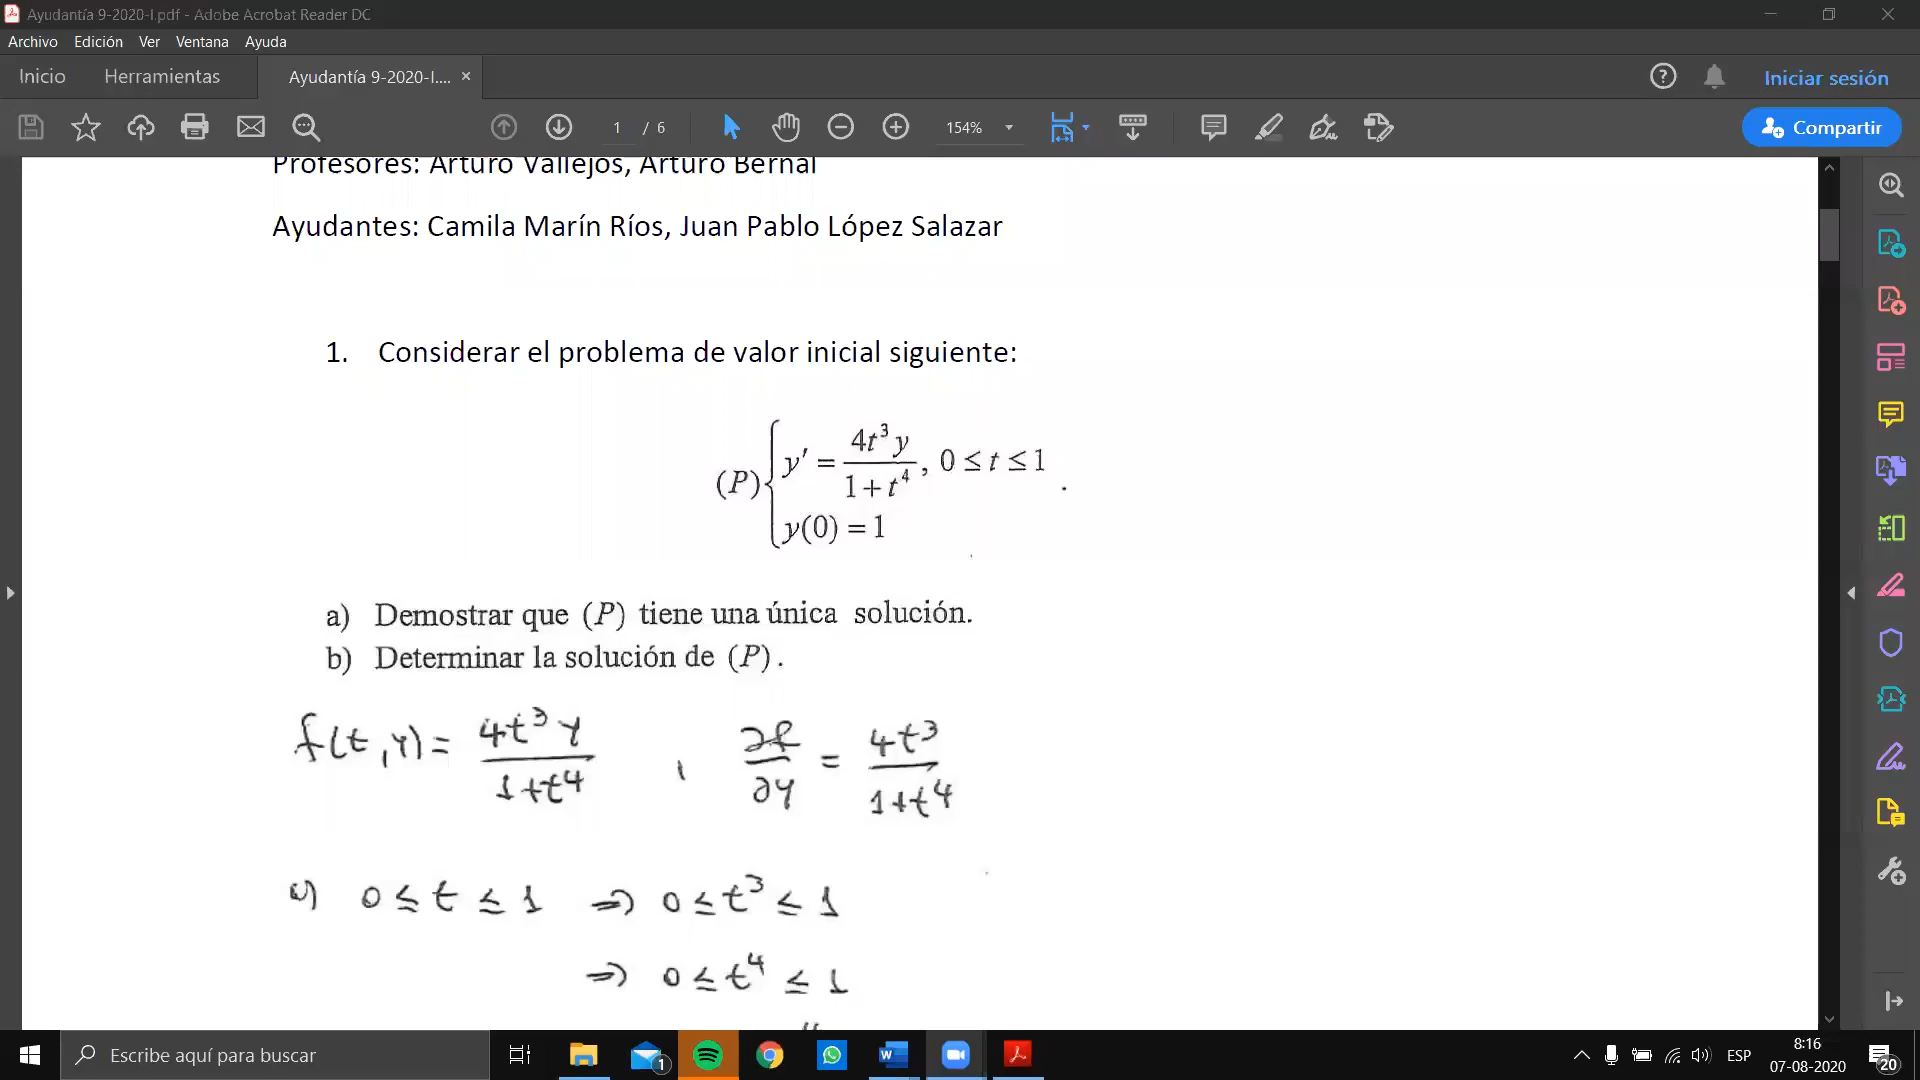 Ayudantía 9-2020-I.pdf - Adobe Acrobat Reader DC
Archivo Edición Ver Ventana Ayuda
Inicio Herramientas Ayudantía 9-2020-I.... × Iniciar sesión
1 / 6 154% Compartir
Profesores: Arturo Vallejos, Arturo Bernal
Ayudantes: Camila Marín Ríos, Juan Pablo López Salazar
1. Considerar el problema de valor inicial siguiente:
(P) { y' = 4t³y / 1+t⁴ , 0 ≤ t ≤ 1
y(0) = 1 .
a) Demostrar que (P) tiene una única solución.
b) Determinar la solución de (P).
f(t,y) = 4t³y / 1+t⁴ , ∂f/∂y = 4t³ / 1+t⁴
a) 0 ≤ t ≤ 1 ⇒ 0 ≤ t³ ≤ 1
⇒ 0 ≤ t⁴ ≤ 1
Escribe aquí para buscar
1
ESP
8:16
07-08-2020
20